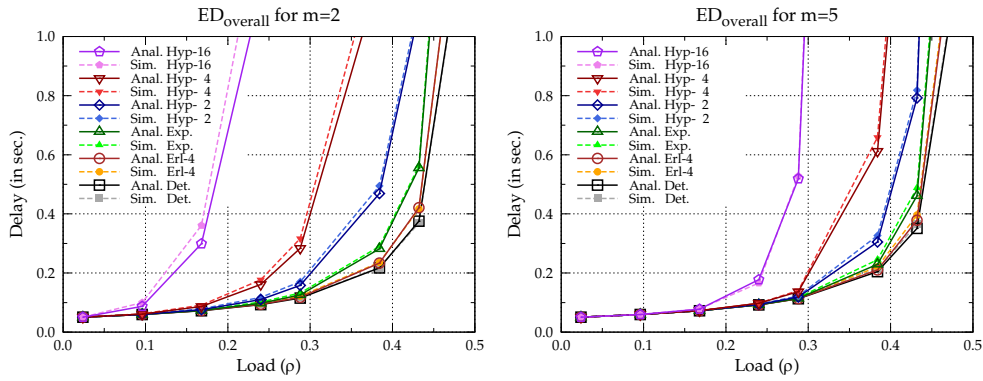 ED_overall for m=2
Delay (in sec.)
1.0
0.8
0.6
0.4
0.2
0.0
Anal. Hyp-16
Sim. Hyp-16
Anal. Hyp- 4
Sim. Hyp- 4
Anal. Hyp- 2
Sim. Hyp- 2
Anal. Exp.
Sim. Exp.
Anal. Erl-4
Sim. Erl-4
Anal. Det.
Sim. Det.
0.0 0.1 0.2 0.3 0.4 0.5
Load (ρ)
ED_overall for m=5
Delay (in sec.)
1.0
0.8
0.6
0.4
0.2
0.0
Anal. Hyp-16
Sim. Hyp-16
Anal. Hyp- 4
Sim. Hyp- 4
Anal. Hyp- 2
Sim. Hyp- 2
Anal. Exp.
Sim. Exp.
Anal. Erl-4
Sim. Erl-4
Anal. Det.
Sim. Det.
0.0 0.1 0.2 0.3 0.4 0.5
Load (ρ)